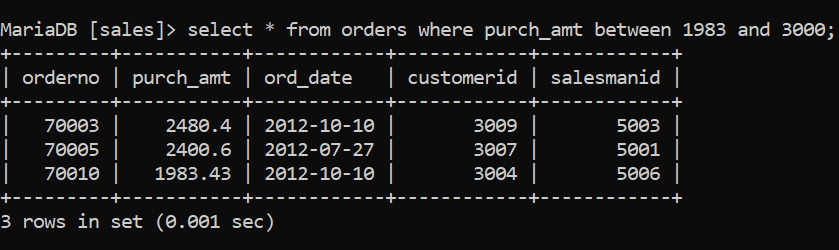 MariaDB [sales]> select * from orders where purch_amt between 1983 and 3000;
+---------+-----------+------------+------------+------------+
| orderno | purch_amt | ord_date   | customerid | salesmanid |
+---------+-----------+------------+------------+------------+
|   70003 |    2480.4 | 2012-10-10 |       3009 |       5003 |
|   70005 |    2400.6 | 2012-07-27 |       3007 |       5001 |
|   70010 |   1983.43 | 2012-10-10 |       3004 |       5006 |
+---------+-----------+------------+------------+------------+
3 rows in set (0.001 sec)